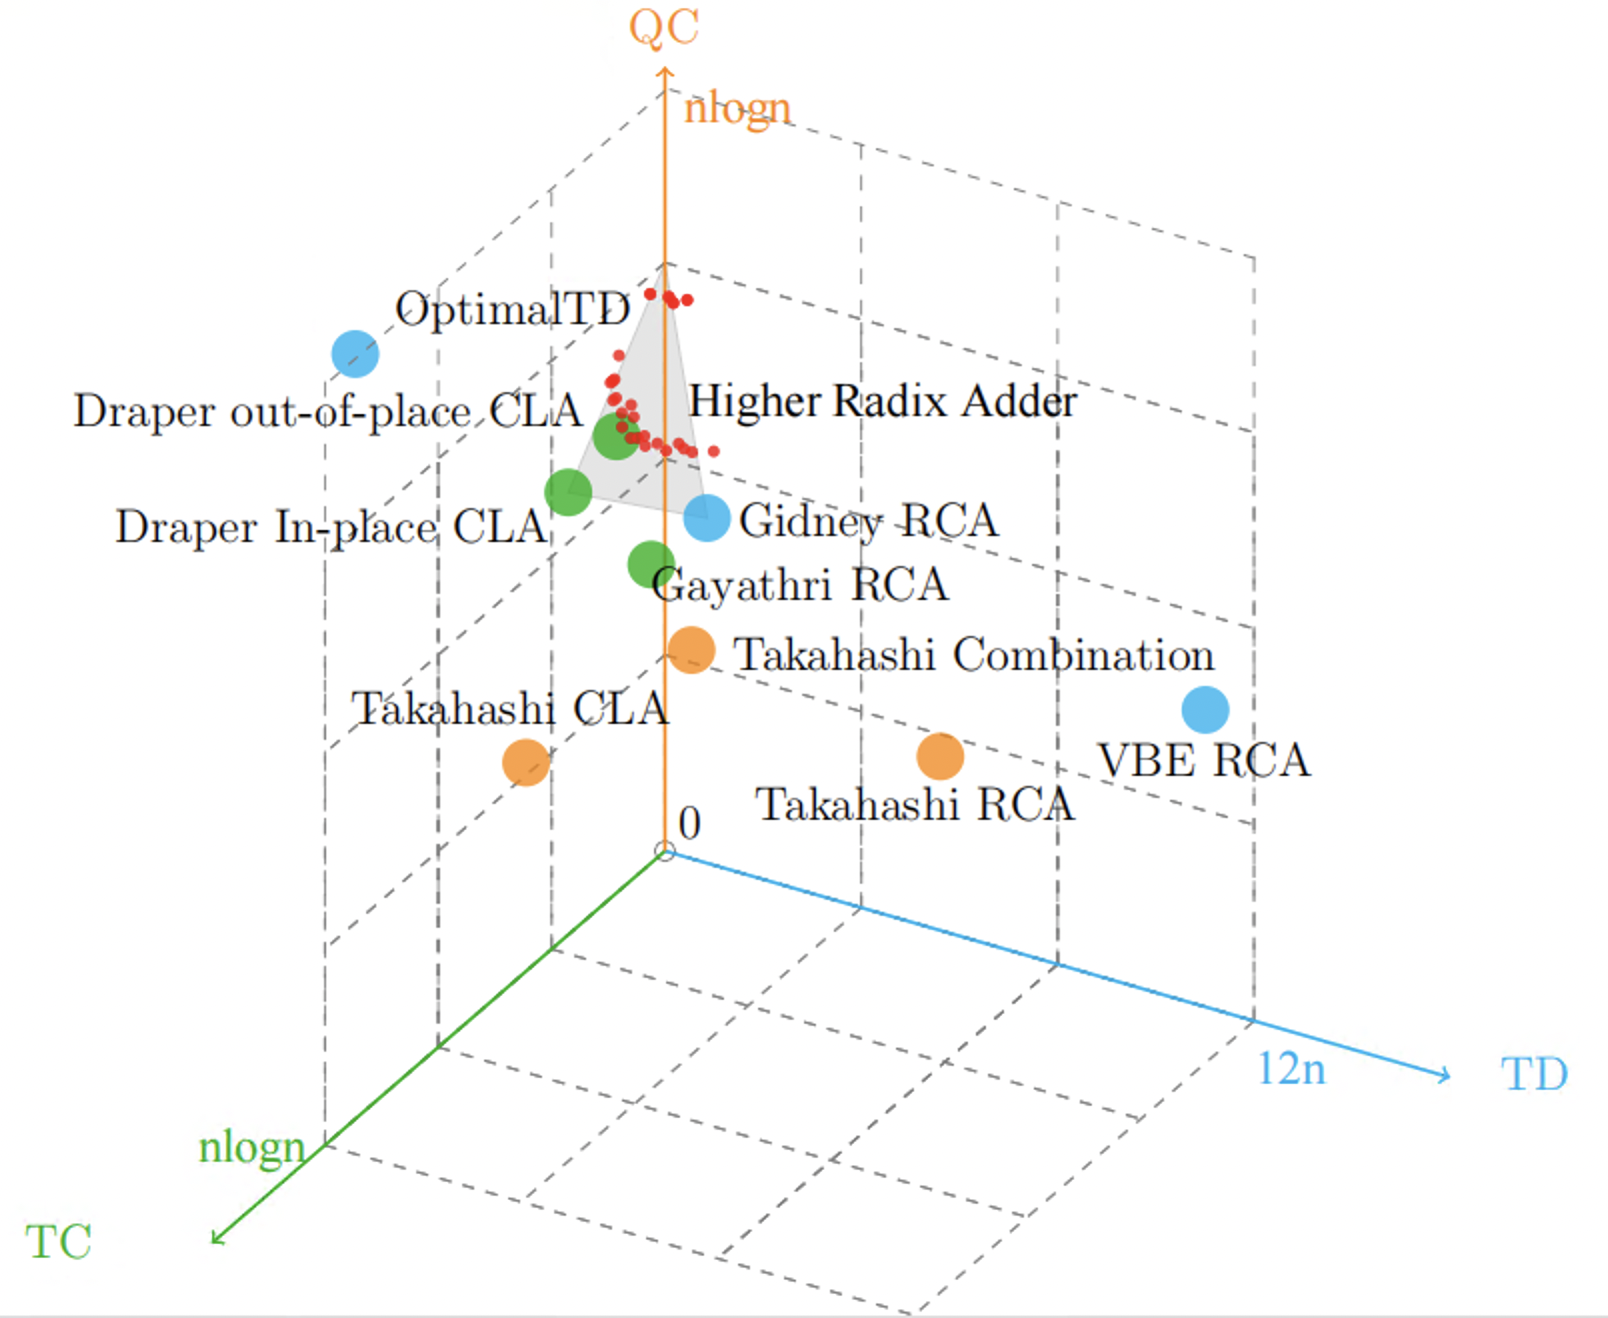 QC
nlogn
OptimalTD
Draper out-of-place CLA
Higher Radix Adder
Draper In-place CLA
Gidney RCA
Gayathri RCA
Takahashi Combination
Takahashi CLA
VBE RCA
Takahashi RCA
0
12n
TD
nlogn
TC